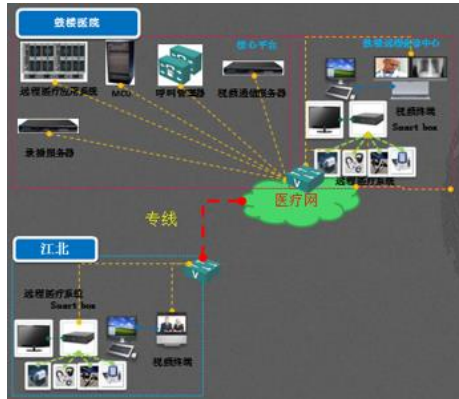 鼓楼医院
核心平台
鼓楼远程会诊中心
远程医疗应用系统
MCU
呼叫管理器
视频通信服务器
视频终端
Smart box
录播服务器
远程医疗系统
V
医疗网
专线
江北
V
远程医疗系统
Smart box
视频终端